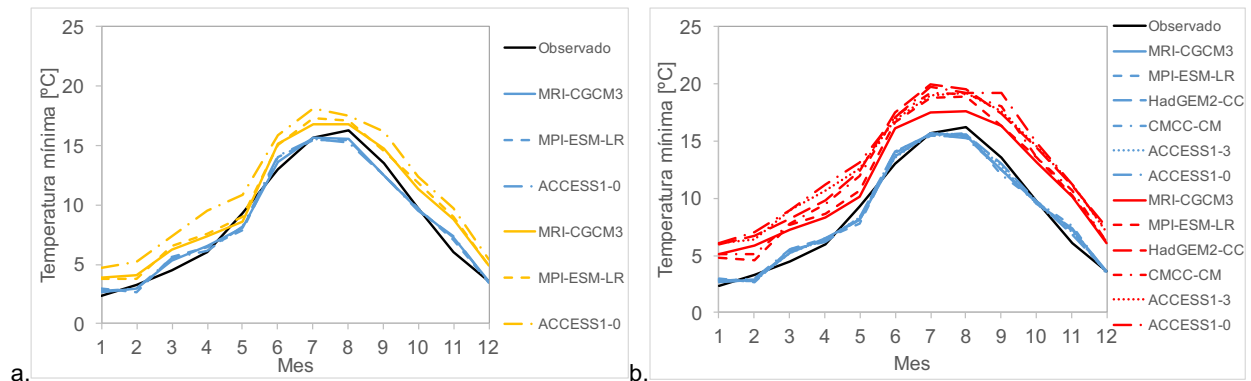 Temperatura mínima [ºC]
25
20
15
10
5
0
1 2 3 4 5 6 7 8 9 10 11 12
Mes
Observado
MRI-CGCM3
MPI-ESM-LR
ACCESS1-0
MRI-CGCM3
MPI-ESM-LR
ACCESS1-0
a.
Temperatura mínima [ºC]
25
20
15
10
5
0
1 2 3 4 5 6 7 8 9 10 11 12
Mes
Observado
MRI-CGCM3
MPI-ESM-LR
HadGEM2-CC
CMCC-CM
ACCESS1-3
ACCESS1-0
MRI-CGCM3
MPI-ESM-LR
HadGEM2-CC
CMCC-CM
ACCESS1-3
ACCESS1-0
b.